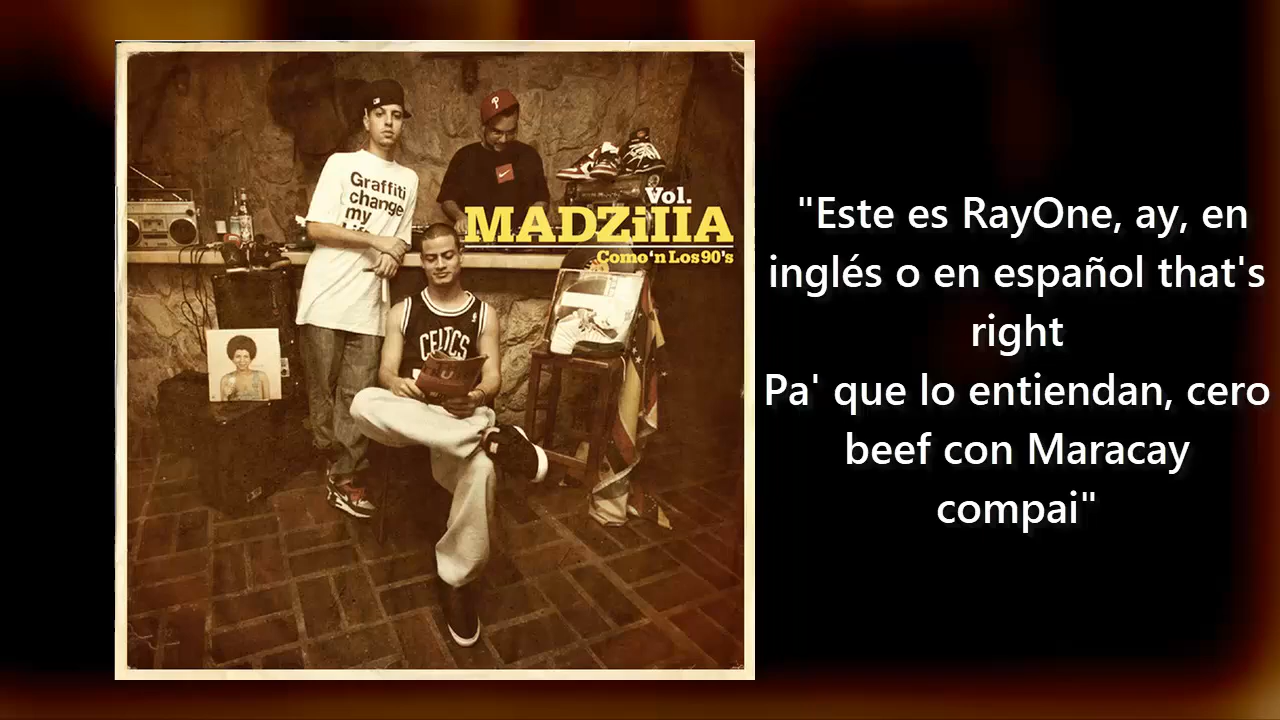 Graffiti
change
my
Vol.
MADZiIIA
Como'n Los 90's
CELTCS
"Este es RayOne, ay, en
inglés o en español that's
right
Pa' que lo entiendan, cero
beef con Maracay
compai"